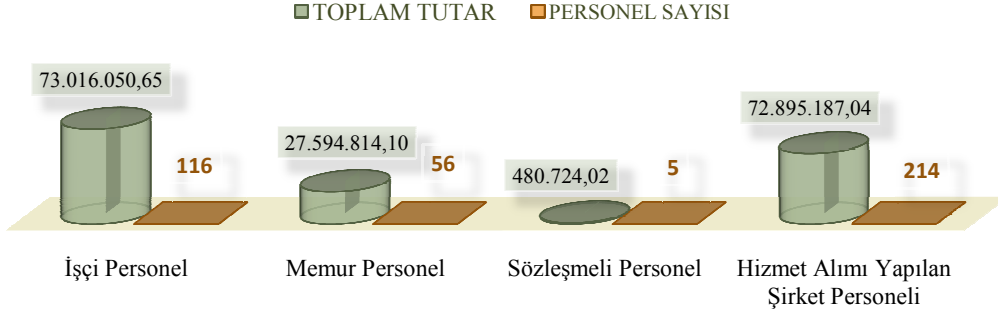 TOPLAM TUTAR PERSONEL SAYISI
73.016.050,65
116
27.594.814,10
56
480.724,02
5
72.895.187,04
214
İşçi Personel
Memur Personel
Sözleşmeli Personel
Hizmet Alımı Yapılan
Şirket Personeli